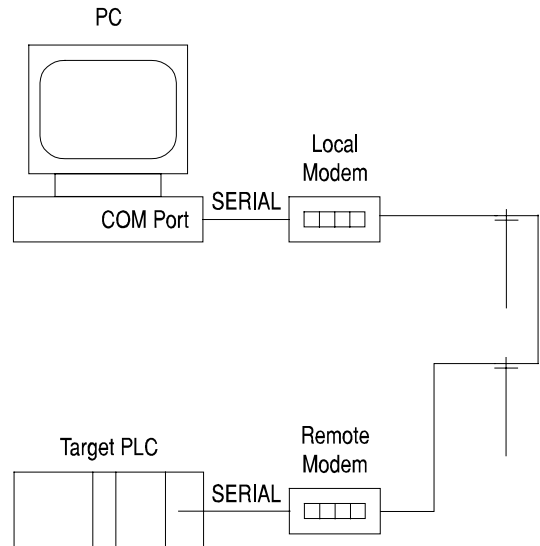 PC
Local
Modem
COM Port
SERIAL
Target PLC
Remote
Modem
SERIAL